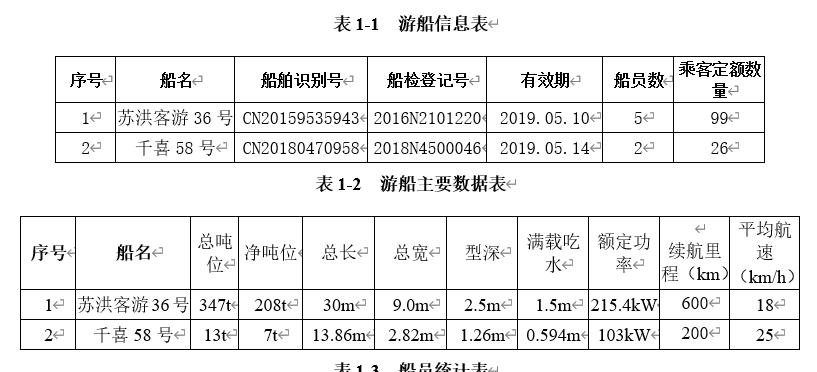 表 1-1 游船信息表
序号 船名 船舶识别号 船检登记号 有效期 船员数 乘客定额数量
1 苏洪客游 36 号 CN20159535943 2016N2101220 2019.05.10 5 99
2 千喜 58 号 CN20180470958 2018N4500046 2019.05.14 2 26
表 1-2 游船主要数据表
序号 船名 总吨位 净吨位 总长 总宽 型深 满载吃水 额定功率 续航里程（km） 平均航速（km/h）
1 苏洪客游 36 号 347t 208t 30m 9.0m 2.5m 1.5m 215.4kW 600 18
2 千喜 58 号 13t 7t 13.86m 2.82m 1.26m 0.594m 103kW 200 25
表 1-3 船员统计表